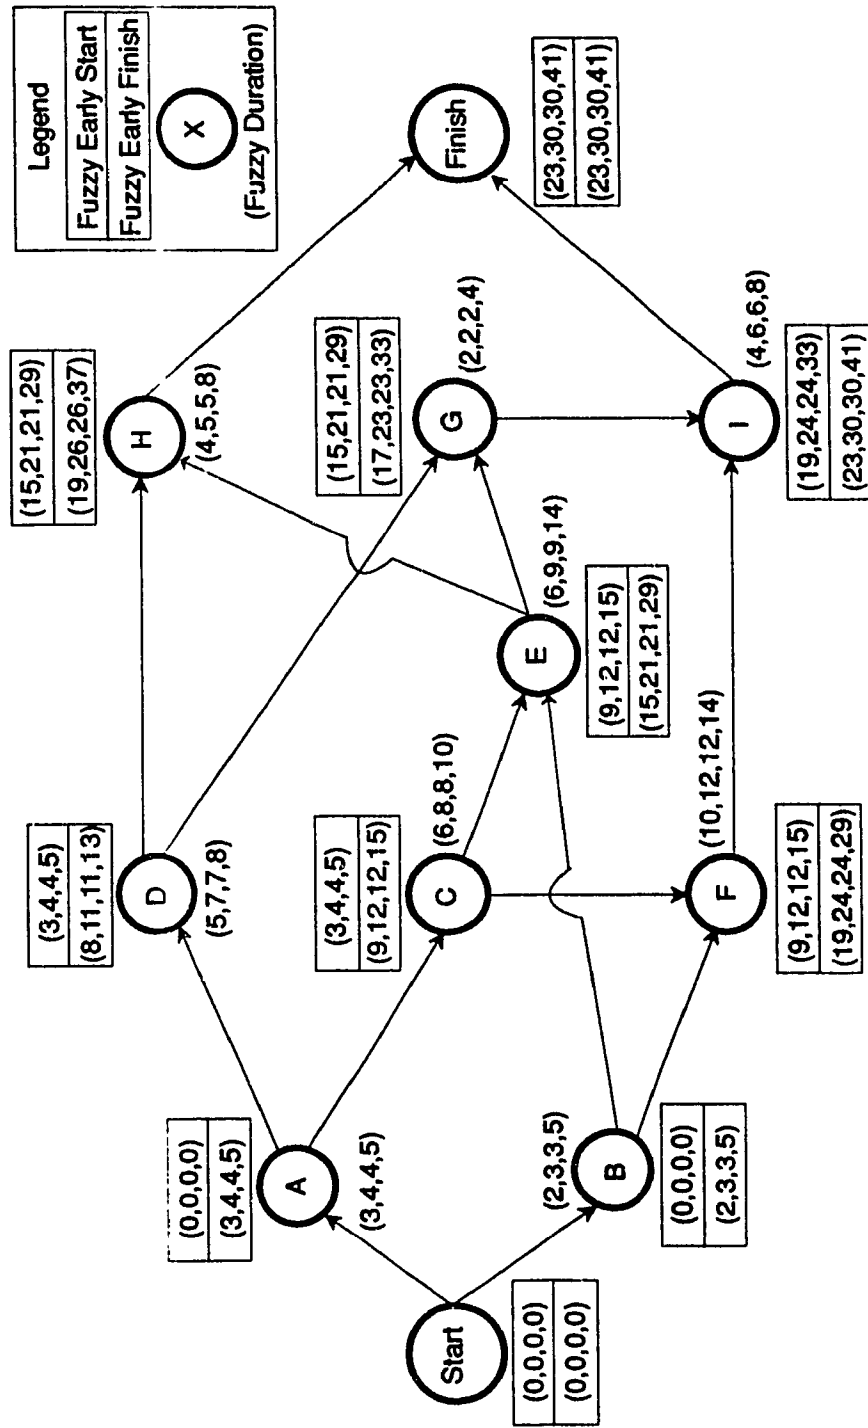 Legend
Fuzzy Early Start
Fuzzy Early Finish
X
(Fuzzy Duration)
Start
(0,0,0,0)
(0,0,0,0)
(0,0,0,0)
(3,4,4,5)
A
(3,4,4,5)
(2,3,3,5)
B
(0,0,0,0)
(2,3,3,5)
(3,4,4,5)
(8,11,11,13)
D
(5,7,7,8)
(3,4,4,5)
(9,12,12,15)
C
(6,8,8,10)
(10,12,12,14)
F
(9,12,12,15)
(19,24,24,29)
(6,9,9,14)
E
(9,12,12,15)
(15,21,21,29)
(15,21,21,29)
(19,26,26,37)
H
(4,5,5,8)
(15,21,21,29)
(17,23,23,33)
G
(2,2,2,4)
(4,6,6,8)
I
(19,24,24,33)
(23,30,30,41)
Finish
(23,30,30,41)
(23,30,30,41)